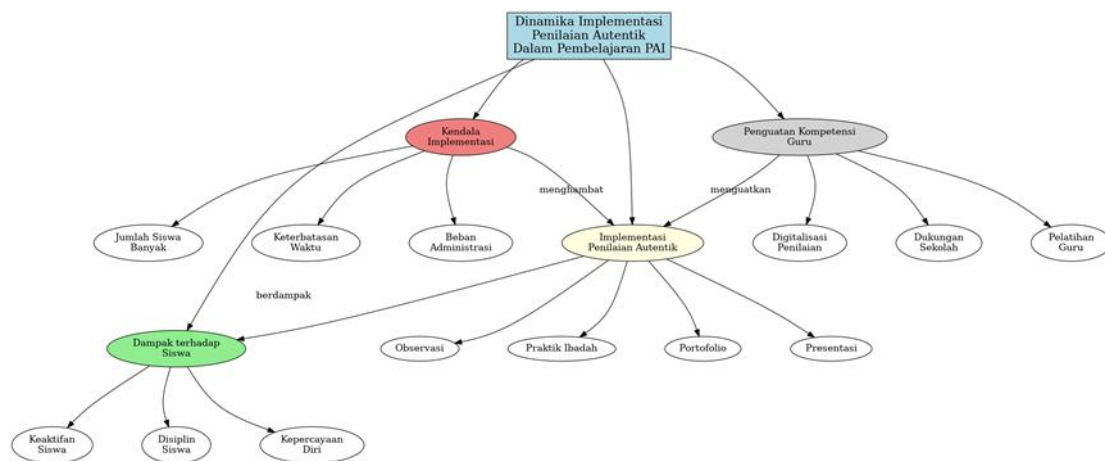 Dinamika Implementasi
Penilaian Autentik
Dalam Pembelajaran PAI
Kendala
Implementasi
Penguatan Kompetensi
Guru
menghambat
menguatkan
Jumlah Siswa
Banyak
Keterbatasan
Waktu
Beban
Administrasi
Implementasi
Penilaian Autentik
Digitalisasi
Penilaian
Dukungan
Sekolah
Pelatihan
Guru
berdampak
Dampak terhadap
Siswa
Observasi
Praktik Ibadah
Portofolio
Presentasi
Keaktifan
Siswa
Disiplin
Siswa
Kepercayaan
Diri